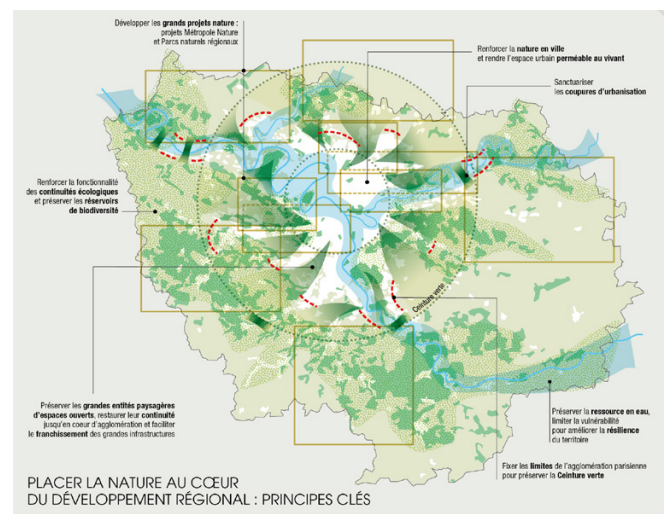 Développer les grands projets nature :
projets Métropole Nature
et Parcs naturels régionaux
Renforcer la nature en ville
et rendre l'espace urbain perméable au vivant
Sanctuariser
les coupures d'urbanisation
Renforcer la fonctionnalité
des continuités écologiques
et préserver les réservoirs
de biodiversité
Ceinture verte
Préserver les grandes entités paysagères
d'espaces ouverts, restaurer leur continuité
jusqu'en coeur d'agglomération et faciliter
le franchissement des grandes infrastructures
Préserver la ressource en eau,
limiter la vulnérabilité
pour améliorer la résilience
du territoire
Fixer les limites de l'agglomération parisienne
pour préserver la Ceinture verte
PLACER LA NATURE AU CŒUR
DU DÉVELOPPEMENT RÉGIONAL : PRINCIPES CLÉS